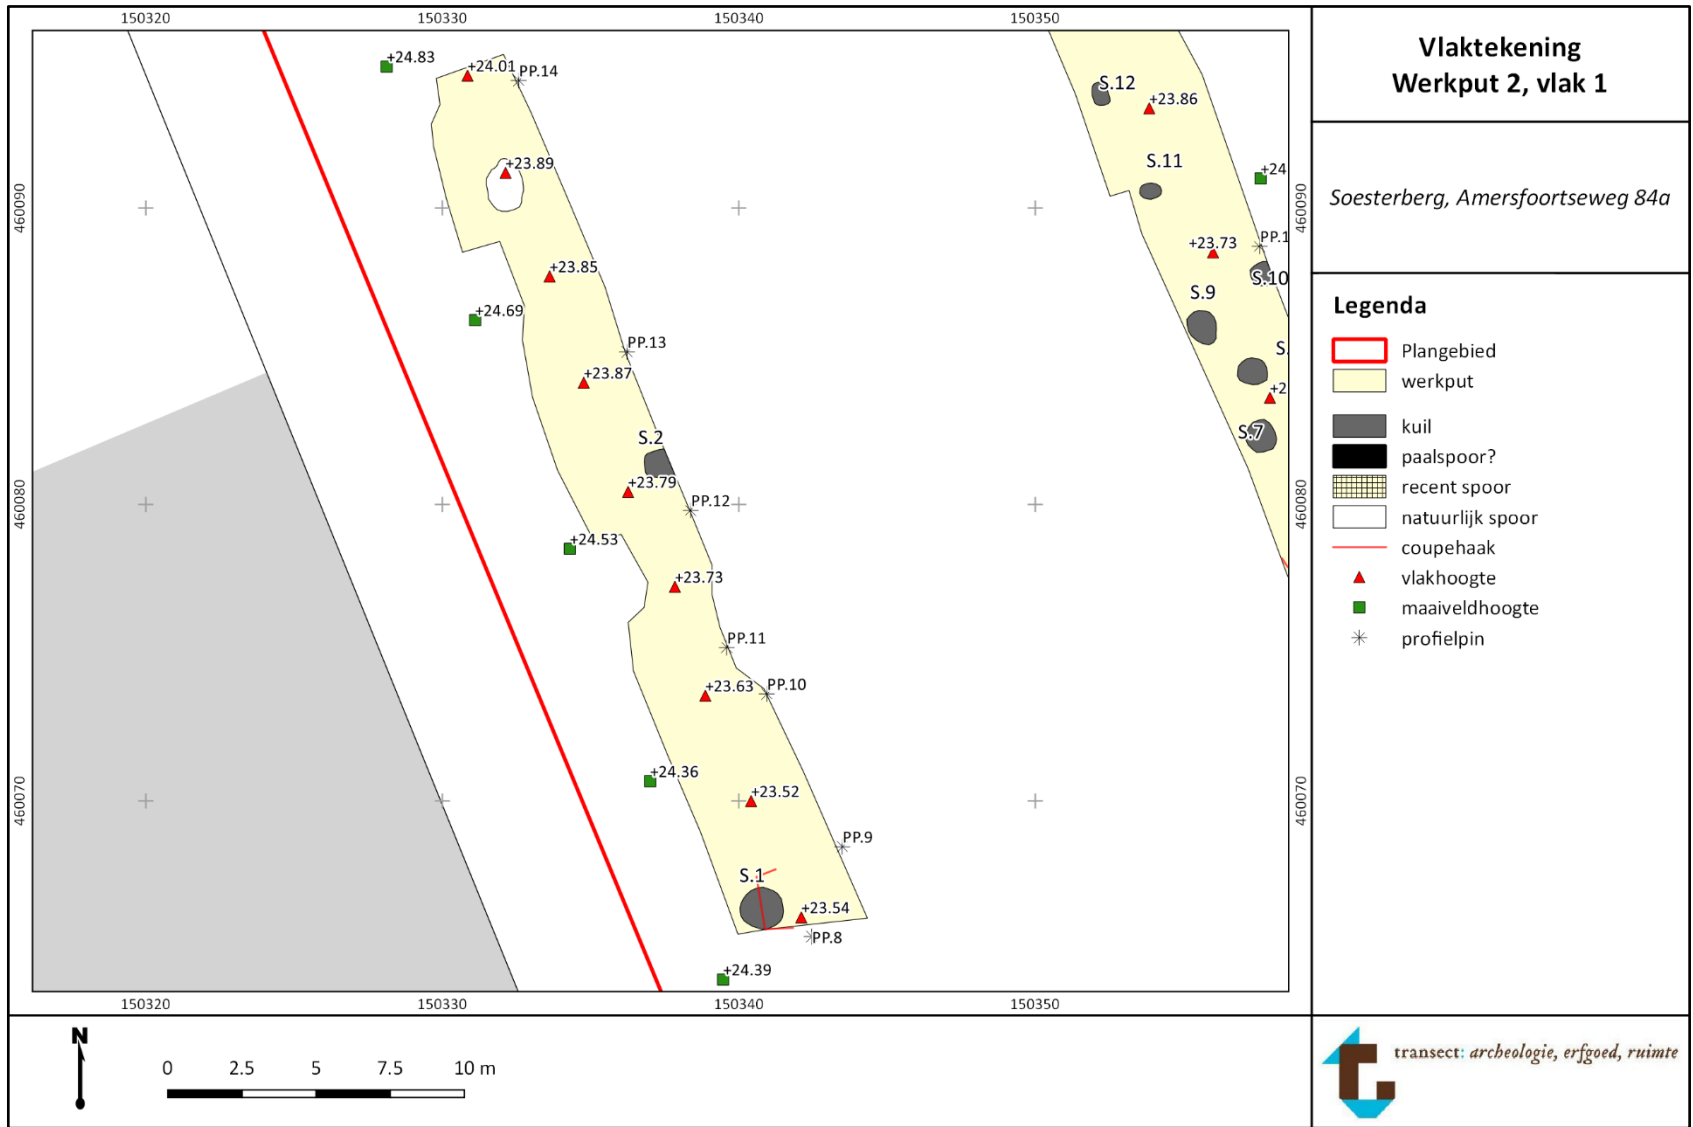 150320
150330
150340
150350
460090
460080
460070
460090
460080
460070
+24.83
+24.01
PP.14
S.12
+23.86
+23.89
S.11
+24
+23.73
PP.1
+23.85
S.10
+24.69
S.9
PP.13
S.
+23.87
+2
S.2
S.7
+23.79
PP.12
+24.53
+23.73
PP.11
+23.63
PP.10
+24.36
+23.52
PP.9
S.1
+23.54
PP.8
+24.39
150320
150330
150340
150350
N
0 2.5 5 7.5 10 m
Vlaktekening
Werkput 2, vlak 1
Soesterberg, Amersfoortseweg 84a
Legenda
Plangebied
werkput
kuil
paalspoor?
recent spoor
natuurlijk spoor
coupehaak
vlakhoogte
maaiveldhoogte
profielpin
transect: archeologie, erfgoed, ruimte